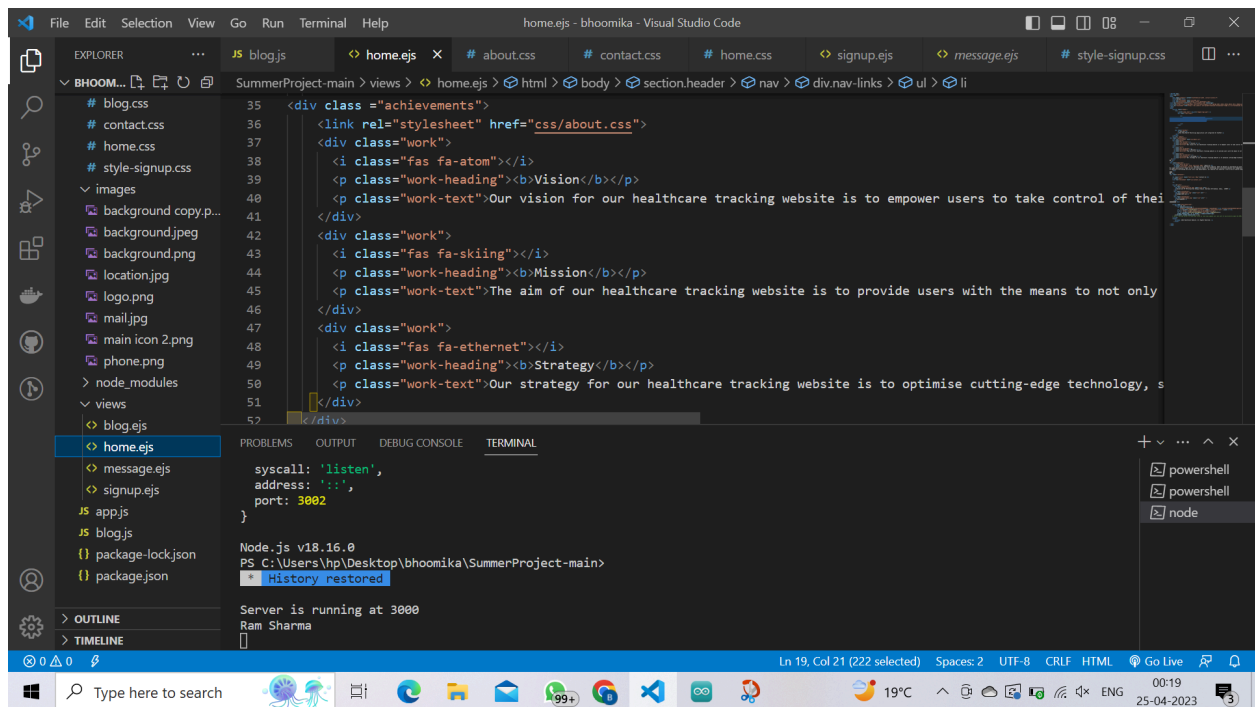 File Edit Selection View Go Run Terminal Help home.ejs - bhoomika - Visual Studio Code
EXPLORER
JS blog.js <> home.ejs # about.css # contact.css # home.css <> signup.ejs <> message.ejs # style-signup.css
BHOOM...
SummerProject-main > views > <> home.ejs > html > body > section.header > nav > div.nav-links > ul > li
# blog.css
# contact.css
# home.css
# style-signup.css
images
background copy.p...
background.jpeg
background.png
location.jpg
logo.png
mail.jpg
main icon 2.png
phone.png
> node_modules
views
<> blog.ejs
<> home.ejs
<> message.ejs
<> signup.ejs
JS app.js
JS blog.js
{} package-lock.json
{} package.json
> OUTLINE
> TIMELINE
35 <div class ="achievements">
36 <link rel="stylesheet" href="css/about.css">
37 <div class="work">
38 <i class="fas fa-atom"></i>
39 <p class="work-heading"><b>Vision</b></p>
40 <p class="work-text">Our vision for our healthcare tracking website is to empower users to take control of thei
41 </div>
42 <div class="work">
43 <i class="fas fa-skiing"></i>
44 <p class="work-heading"><b>Mission</b></p>
45 <p class="work-text">The aim of our healthcare tracking website is to provide users with the means to not only
46 </div>
47 <div class="work">
48 <i class="fas fa-ethernet"></i>
49 <p class="work-heading"><b>Strategy</b></p>
50 <p class="work-text">Our strategy for our healthcare tracking website is to optimise cutting-edge technology, s
51 </div>
52 </div>
PROBLEMS OUTPUT DEBUG CONSOLE TERMINAL
syscall: 'listen',
address: '::',
port: 3002
}
Node.js v18.16.0
PS C:\Users\hp\Desktop\bhoomika\SummerProject-main>
* History restored
Server is running at 3000
Ram Sharma
powershell
powershell
node
0 0 Ln 19, Col 21 (222 selected) Spaces: 2 UTF-8 CRLF HTML Go Live
Type here to search 99+ B 19°C ENG 00:19
25-04-2023 3